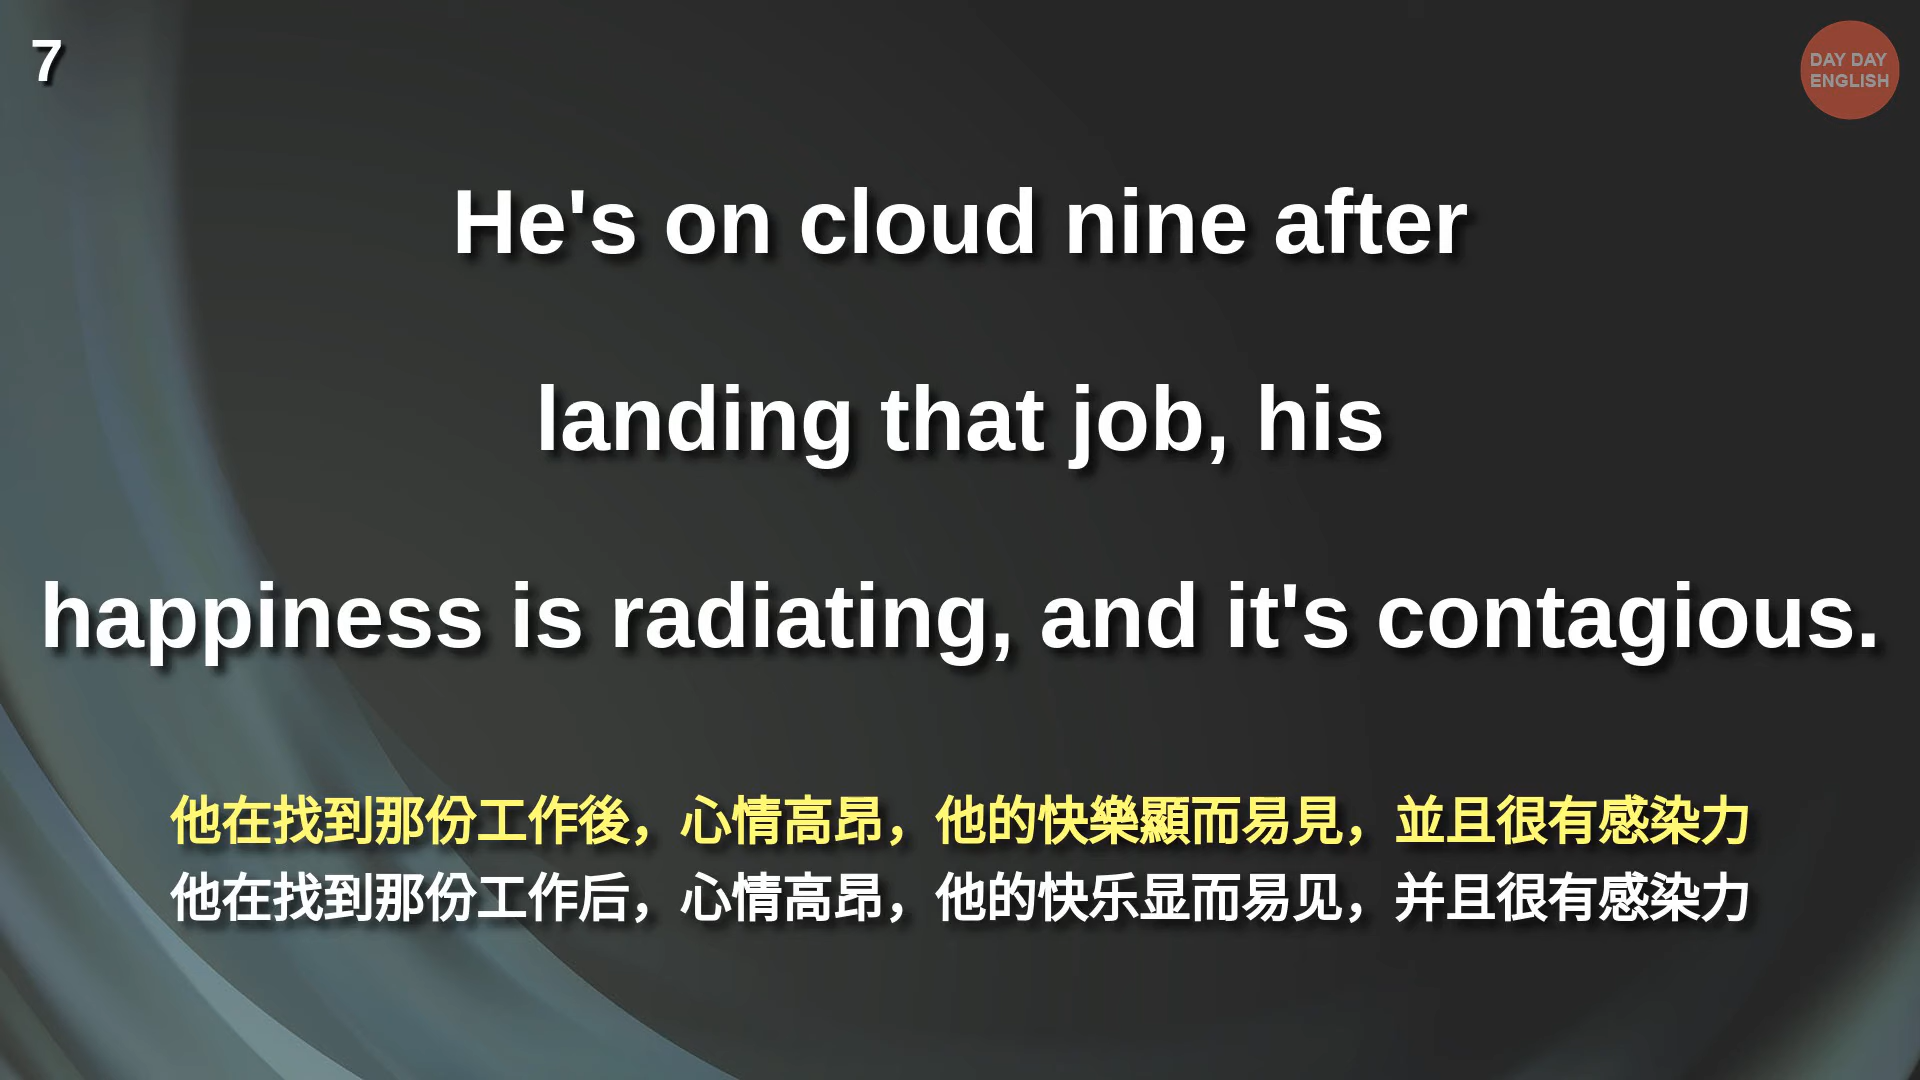 7
DAY DAY
ENGLISH
He's on cloud nine after
landing that job, his
happiness is radiating, and it's contagious.
他在找到那份工作後，心情高昂，他的快樂顯而易見，並且很有感染力
他在找到那份工作后，心情高昂，他的快乐显而易见，并且很有感染力